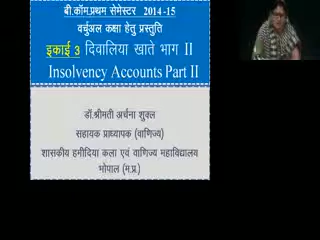 बी.कॉम.प्रथम सेमेस्टर 2014-15
वर्चुअल कक्षा हेतु प्रस्तुति
इकाई 3 दिवालिया खाते भाग II
Insolvency Accounts Part II
डॉ.श्रीमती अर्चना शुक्ल
सहायक प्राध्यापक (वाणिज्य)
शासकीय हमीदिया कला एवं वाणिज्य महाविद्यालय
भोपाल (म.प्र.)